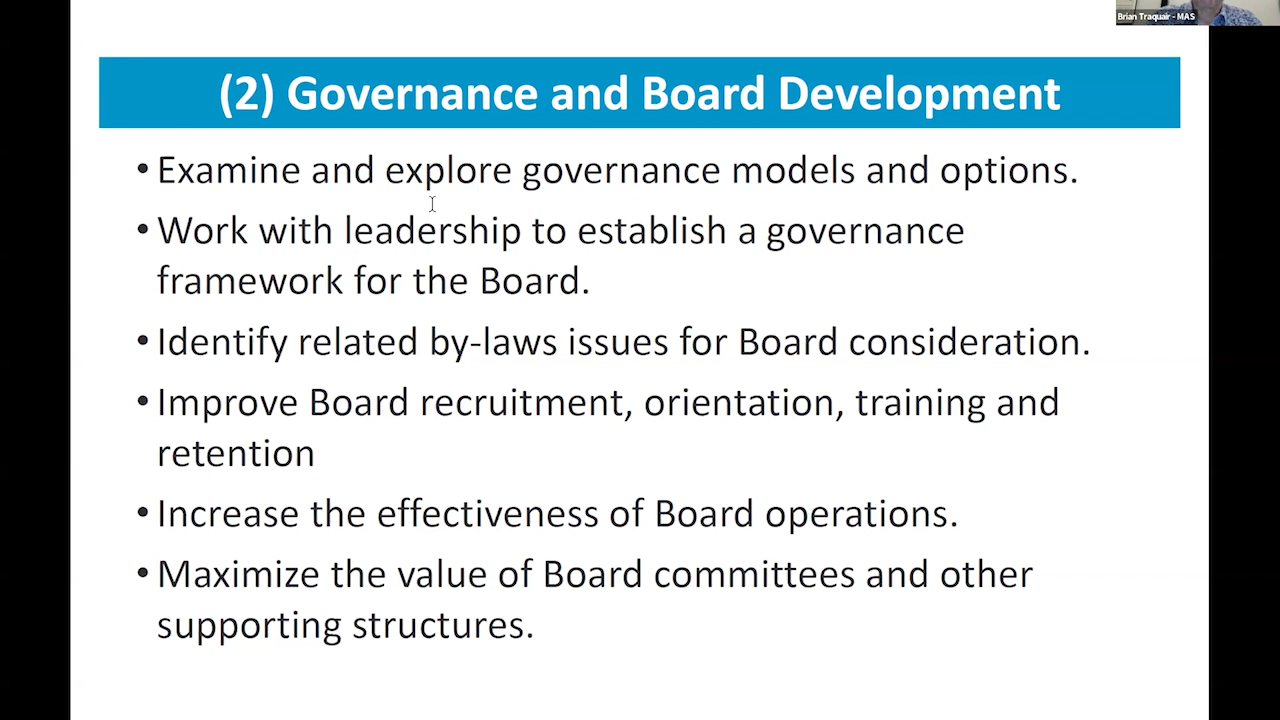 Brian Traquair - MAS
(2) Governance and Board Development
• Examine and explore governance models and options.
• Work with leadership to establish a governance
framework for the Board.
• Identify related by-laws issues for Board consideration.
• Improve Board recruitment, orientation, training and
retention
• Increase the effectiveness of Board operations.
• Maximize the value of Board committees and other
supporting structures.